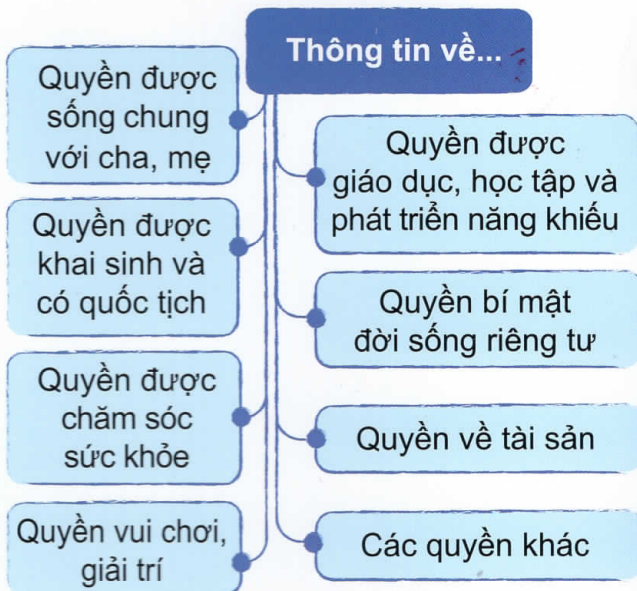 Thông tin về...
Quyền được
sống chung
với cha, mẹ
Quyền được
khai sinh và
có quốc tịch
Quyền được
chăm sóc
sức khỏe
Quyền vui chơi,
giải trí
Quyền được
giáo dục, học tập và
phát triển năng khiếu
Quyền bí mật
đời sống riêng tư
Quyền về tài sản
Các quyền khác